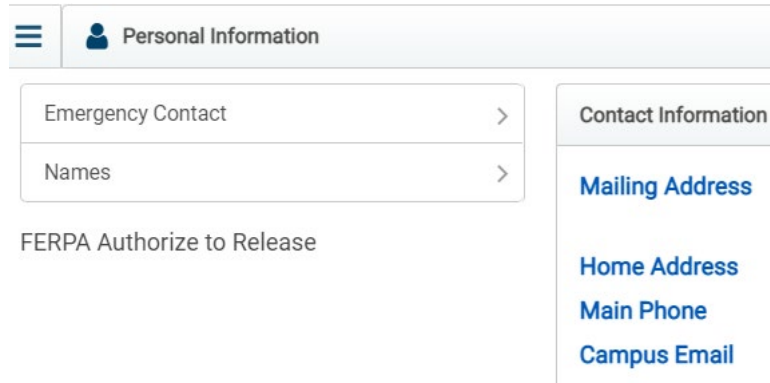 Personal Information
Emergency Contact
Names
FERPA Authorize to Release
Contact Information
Mailing Address
Home Address
Main Phone
Campus Email